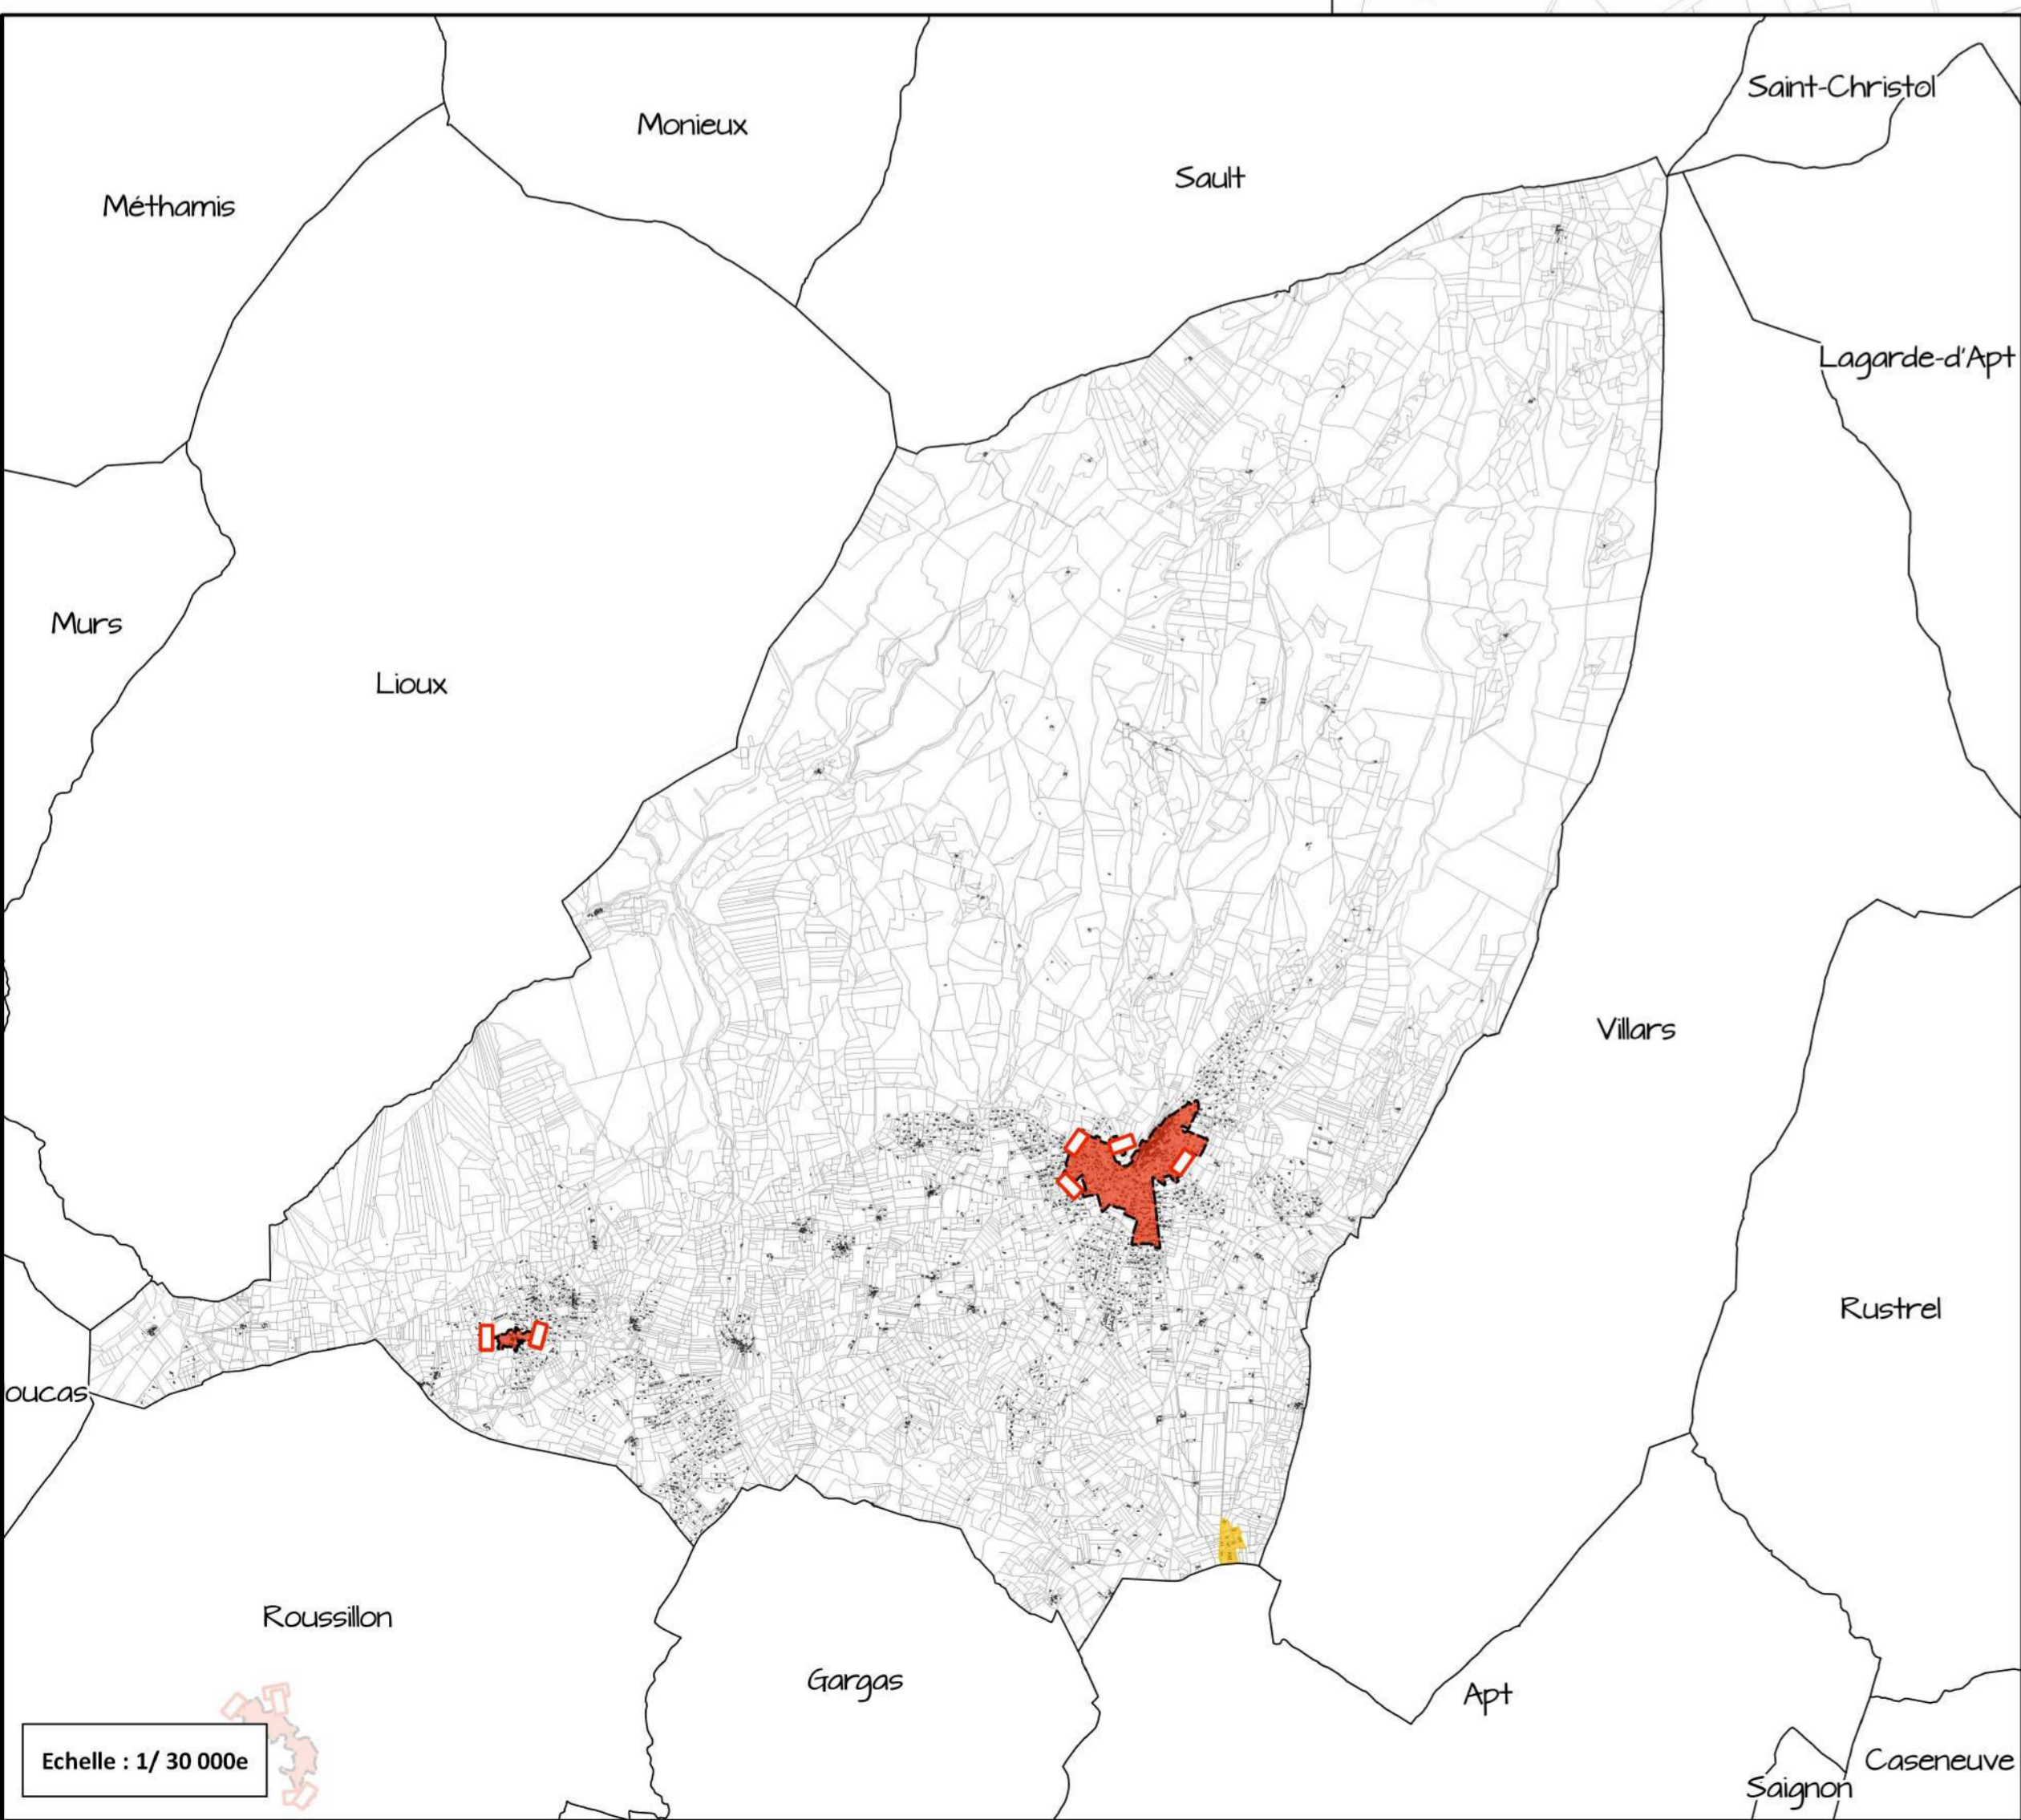 Saint-Christol
Monieux
Sault
Méthamis
Lagarde-d'Apt
Murs
Lioux
Villars
Rustrel
oucas
Roussillon
Gargas
Apt
Echelle : 1/ 30 000e
Caseneuve
Saignon